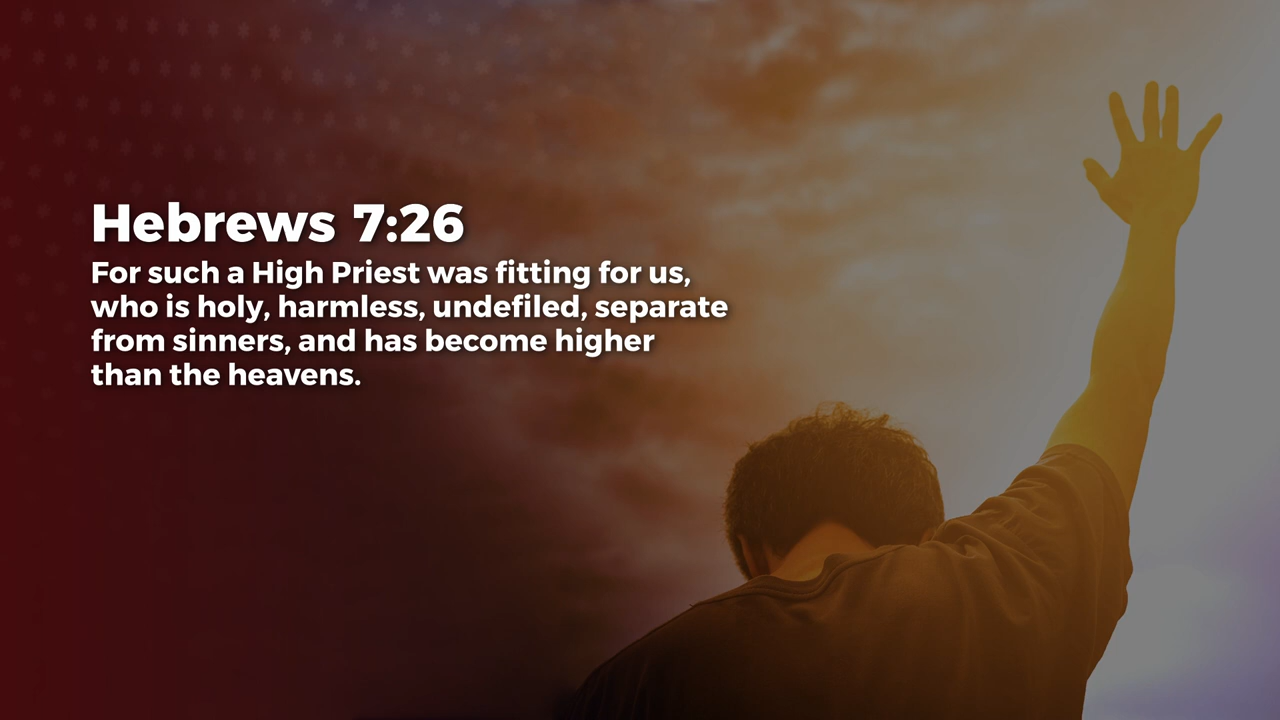 Hebrews 7:26
For such a High Priest was fitting for us,
who is holy, harmless, undefiled, separate
from sinners, and has become higher
than the heavens.